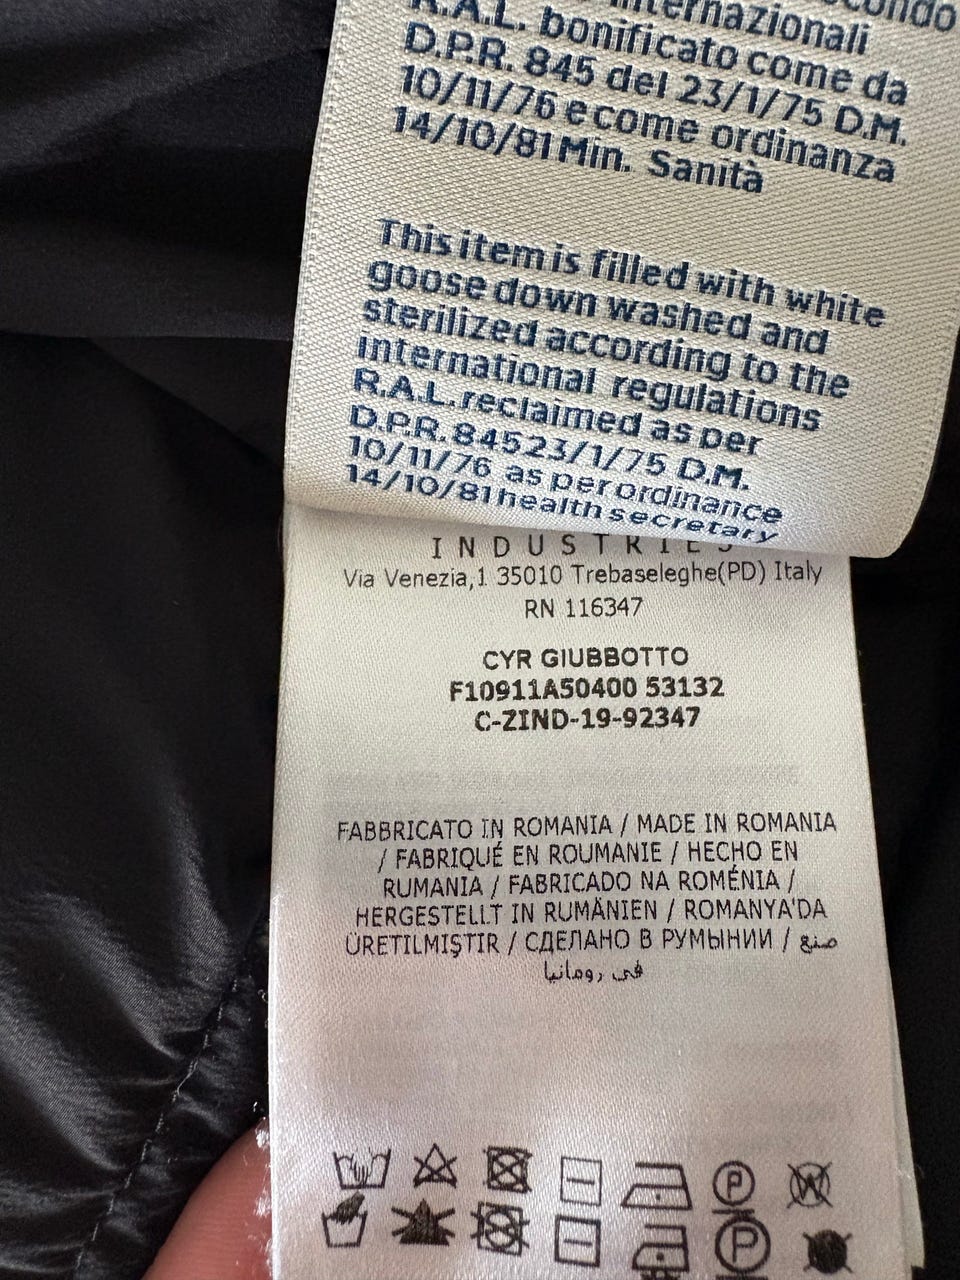 internazionali
R.A.L. bonificato come da
D.P.R. 845 del 23/1/75 D.M.
10/11/76 e come ordinanza
14/10/81 Min. Sanità
This item is filled with white
goose down washed and
sterilized according to the
international regulations
R.A.L. reclaimed as per
D.P.R. 845 23/1/75 D.M.
10/11/76 as per ordinance
14/10/81 health secretary
INDUSTRIES
Via Venezia,1 35010 Trebaseleghe(PD) Italy
RN 116347
CYR GIUBBOTTO
F10911A50400 53132
C-ZIND-19-92347
FABBRICATO IN ROMANIA / MADE IN ROMANIA
/ FABRIQUÉ EN ROUMANIE / HECHO EN
RUMANIA / FABRICADO NA ROMÉNIA /
HERGESTELLT IN RUMÄNIEN / ROMANYA'DA
ÜRETILMIŞTIR / СДЕЛАНО В РУМЫНИИ / صنع
في رومانيا
P W
P